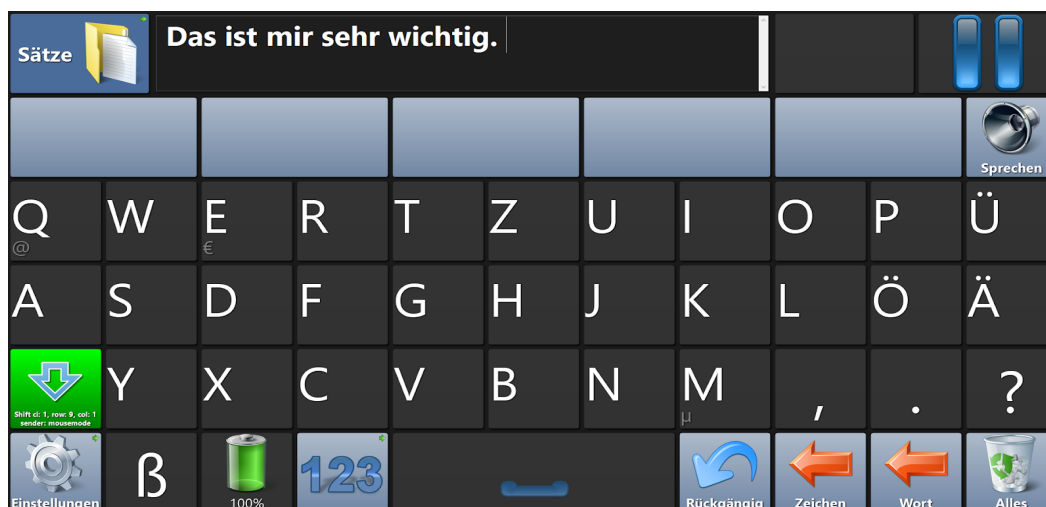 Sätze
Das ist mir sehr wichtig.
Sprechen
Q W E R T Z U I O P Ü
@ €
A S D F G H J K L Ö Ä
Y X C V B N M , . ?
µ
Shift cl: 1, row: 9, col: 1
sender: mousemode
ß 123
Einstellungen 100% Rückgängig Zeichen Wort Alles